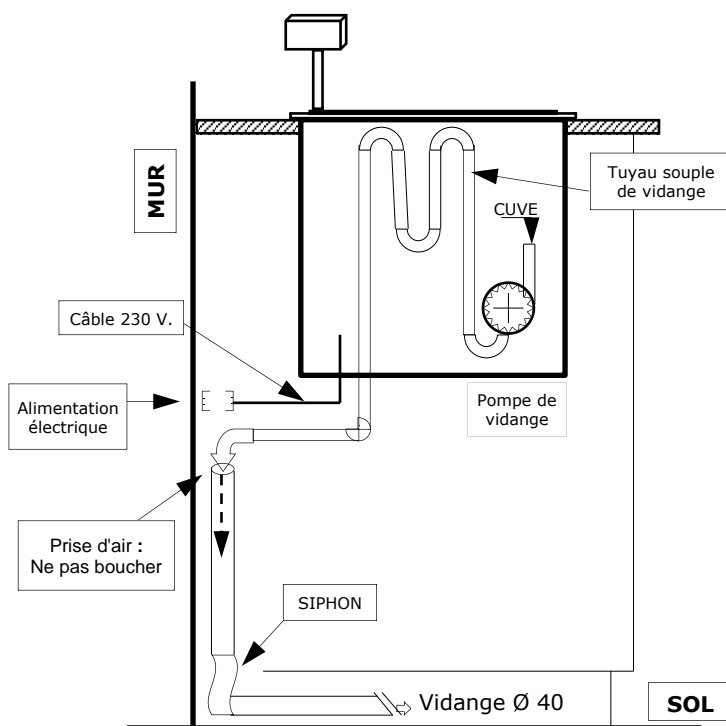 MUR
Tuyau souple
de vidange
CUVE
Câble 230 V.
Alimentation
électrique
Pompe de
vidange
Prise d'air :
Ne pas boucher
SIPHON
Vidange Ø 40
SOL